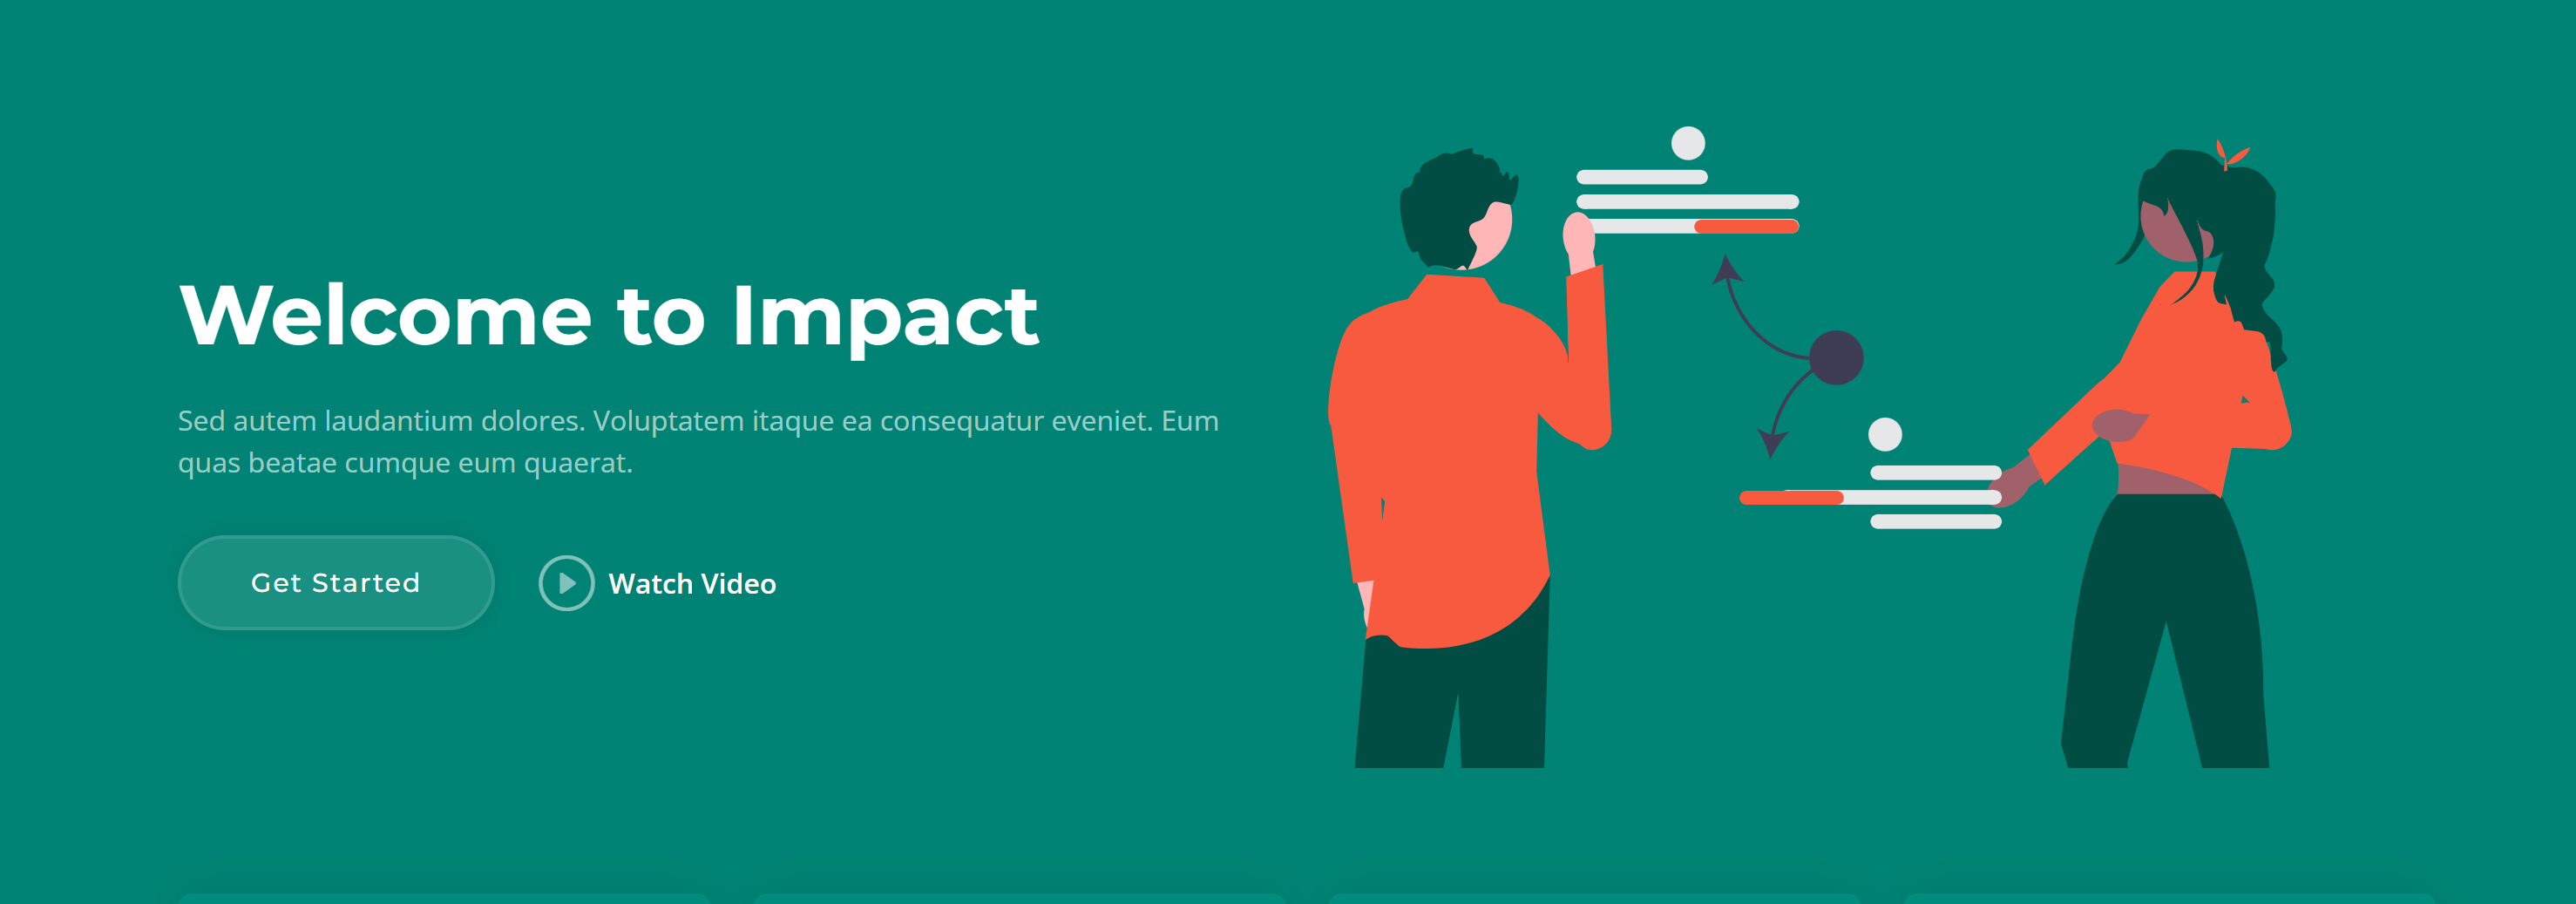 Welcome to Impact
Sed autem laudantium dolores. Voluptatem itaque ea consequatur eveniet. Eum
quas beatae cumque eum quaerat.
Get Started
Watch Video